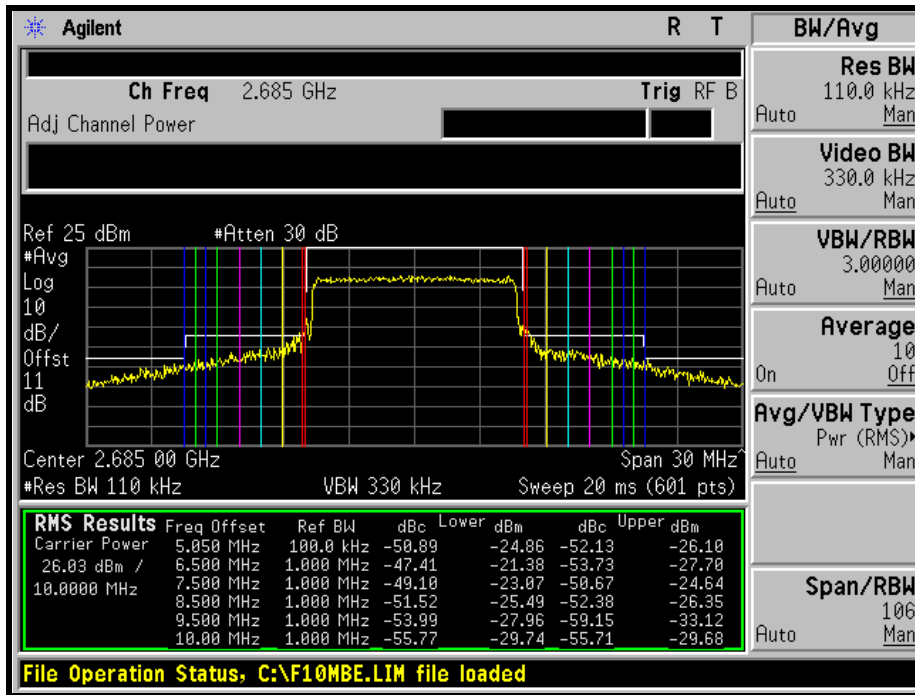 Agilent R T
BW/Avg
Ch Freq 2.685 GHz Trig RF B
Adj Channel Power
Res BW
110.0 kHz
Auto Man
Video BW
330.0 kHz
Auto Man
VBW/RBW
3.00000
Auto Man
Average
10
On Off
Avg/VBW Type
Pwr (RMS)
Auto Man
Span/RBW
106
Auto Man
Ref 25 dBm #Atten 30 dB
#Avg
Log
10
dB/
Offst
11
dB
Center 2.685 00 GHz Span 30 MHz^
#Res BW 110 kHz VBW 330 kHz Sweep 20 ms (601 pts)
RMS Results Freq Offset Ref BW dBc Lower dBm dBc Upper dBm
Carrier Power 5.050 MHz 100.0 kHz -50.89 -24.86 -52.13 -26.10
26.03 dBm / 6.500 MHz 1.000 MHz -47.41 -21.38 -53.73 -27.70
10.0000 MHz 7.500 MHz 1.000 MHz -49.10 -23.07 -50.67 -24.64
8.500 MHz 1.000 MHz -51.52 -25.49 -52.38 -26.35
9.500 MHz 1.000 MHz -53.99 -27.96 -59.15 -33.12
10.00 MHz 1.000 MHz -55.77 -29.74 -55.71 -29.68
File Operation Status, C:\F10MBE.LIM file loaded